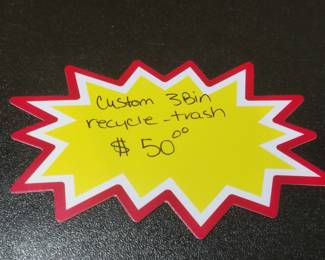 Custom 3Bin
recycle-trash
$ 50⁰⁰